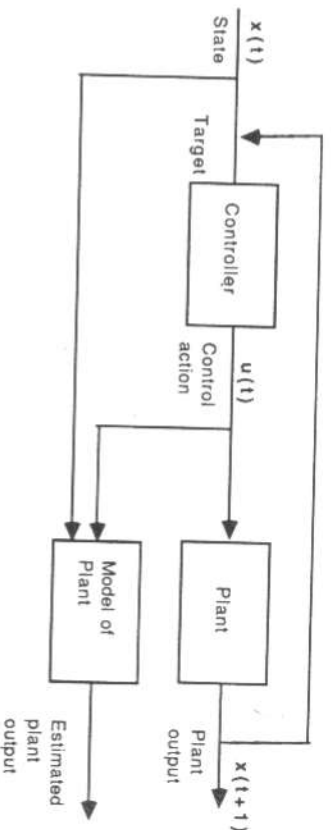 x(t)
State
Target
Controller
u(t)
Control
action
Plant
Model of
Plant
x(t+1)
Plant
output
Estimated
plant
output